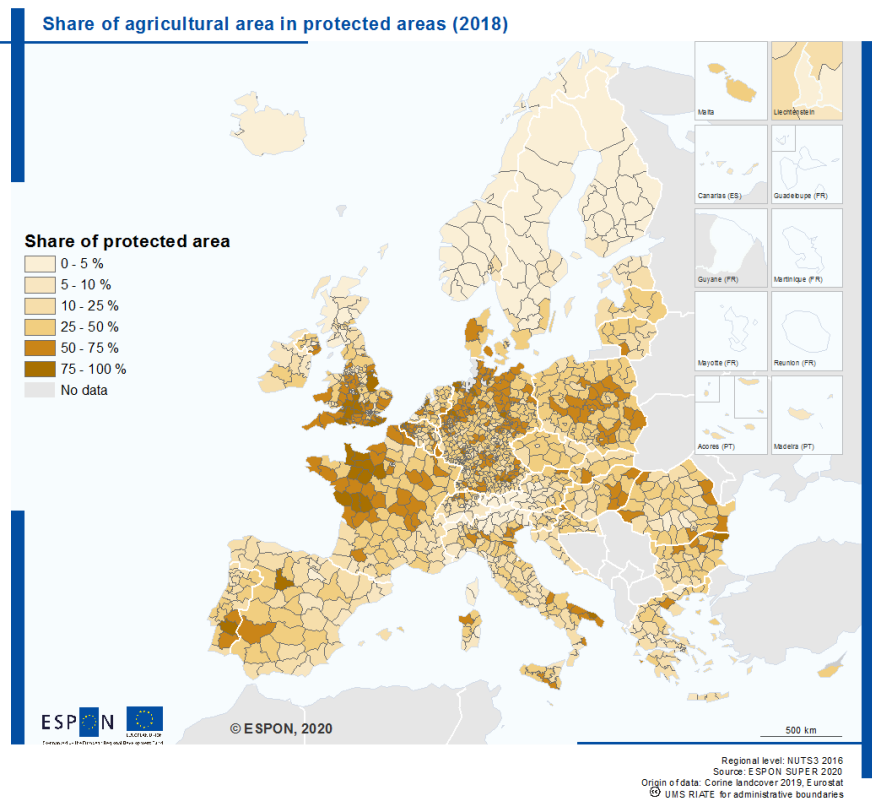 Share of agricultural area in protected areas (2018)
Malta
Liechtenstein
Canarias (ES)
Guadeloupe (FR)
Guyane (FR)
Martinique (FR)
Mayotte (FR)
Reunion (FR)
Acores (PT)
Madeira (PT)
Share of protected area
0 - 5 %
5 - 10 %
10 - 25 %
25 - 50 %
50 - 75 %
75 - 100 %
No data
ESPON
© ESPON, 2020
500 km
Regional level: NUTS3 2016
Source: ESPON SUPER 2020
Origin of data: Corine landcover 2019, Eurostat
cc UMS RIATE for administrative boundaries